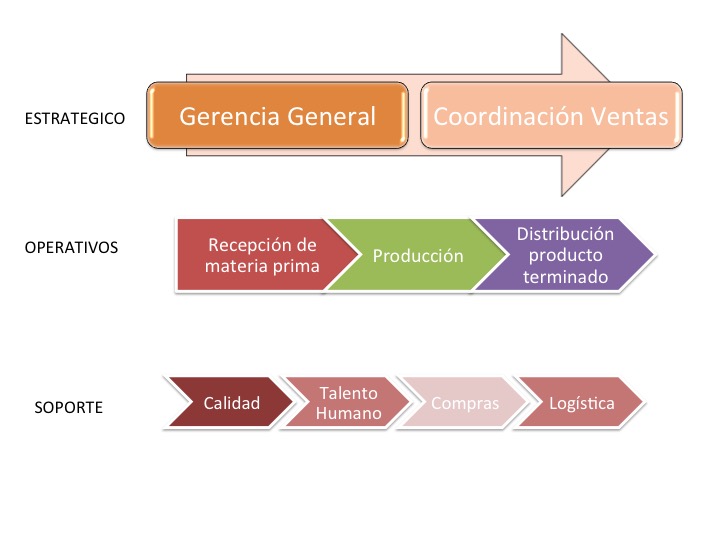 ESTRATEGICO
Gerencia General
Coordinación Ventas
OPERATIVOS
Recepción de
materia prima
Producción
Distribución
producto
terminado
SOPORTE
Calidad
Talento
Humano
Compras
Logística